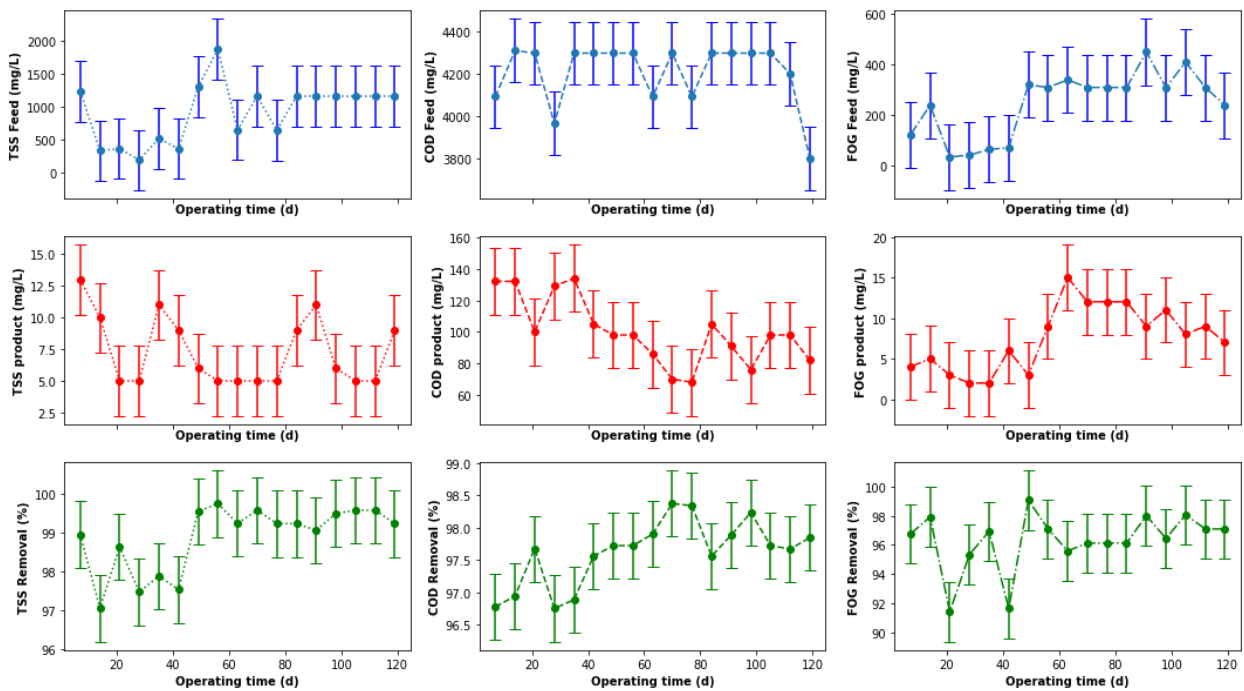 TSS Feed (mg/L)
2000
1500
1000
500
0
Operating time (d)
COD Feed (mg/L)
4400
4200
4000
3800
Operating time (d)
FOG Feed (mg/L)
600
400
200
0
Operating time (d)
TSS product (mg/L)
15.0
12.5
10.0
7.5
5.0
2.5
Operating time (d)
COD product (mg/L)
160
140
120
100
80
60
Operating time (d)
FOG product (mg/L)
20
15
10
5
0
Operating time (d)
TSS Removal (%)
100
99
98
97
96
20 40 60 80 100 120
Operating time (d)
COD Removal (%)
99.0
98.5
98.0
97.5
97.0
96.5
20 40 60 80 100 120
Operating time (d)
FOG Removal (%)
100
98
96
94
92
90
20 40 60 80 100 120
Operating time (d)